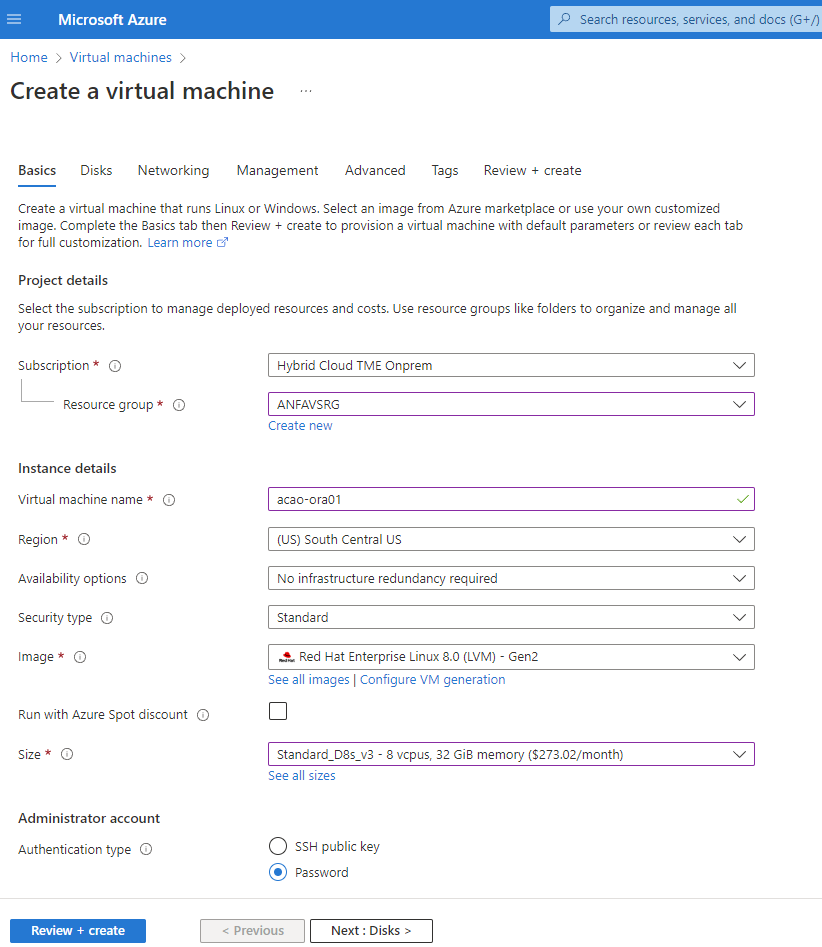 Microsoft Azure
Search resources, services, and docs (G+/)
Home > Virtual machines >
Create a virtual machine ...
Basics Disks Networking Management Advanced Tags Review + create
Create a virtual machine that runs Linux or Windows. Select an image from Azure marketplace or use your own customized
image. Complete the Basics tab then Review + create to provision a virtual machine with default parameters or review each tab
for full customization. Learn more
Project details
Select the subscription to manage deployed resources and costs. Use resource groups like folders to organize and manage all
your resources.
Subscription * Hybrid Cloud TME Onprem
Resource group * ANFAVSRG
Create new
Instance details
Virtual machine name * acao-ora01
Region * (US) South Central US
Availability options No infrastructure redundancy required
Security type Standard
Image * Red Hat Red Hat Enterprise Linux 8.0 (LVM) - Gen2
See all images | Configure VM generation
Run with Azure Spot discount
Size * Standard_D8s_v3 - 8 vcpus, 32 GiB memory ($273.02/month)
See all sizes
Administrator account
Authentication type SSH public key
Password
Review + create < Previous Next : Disks >